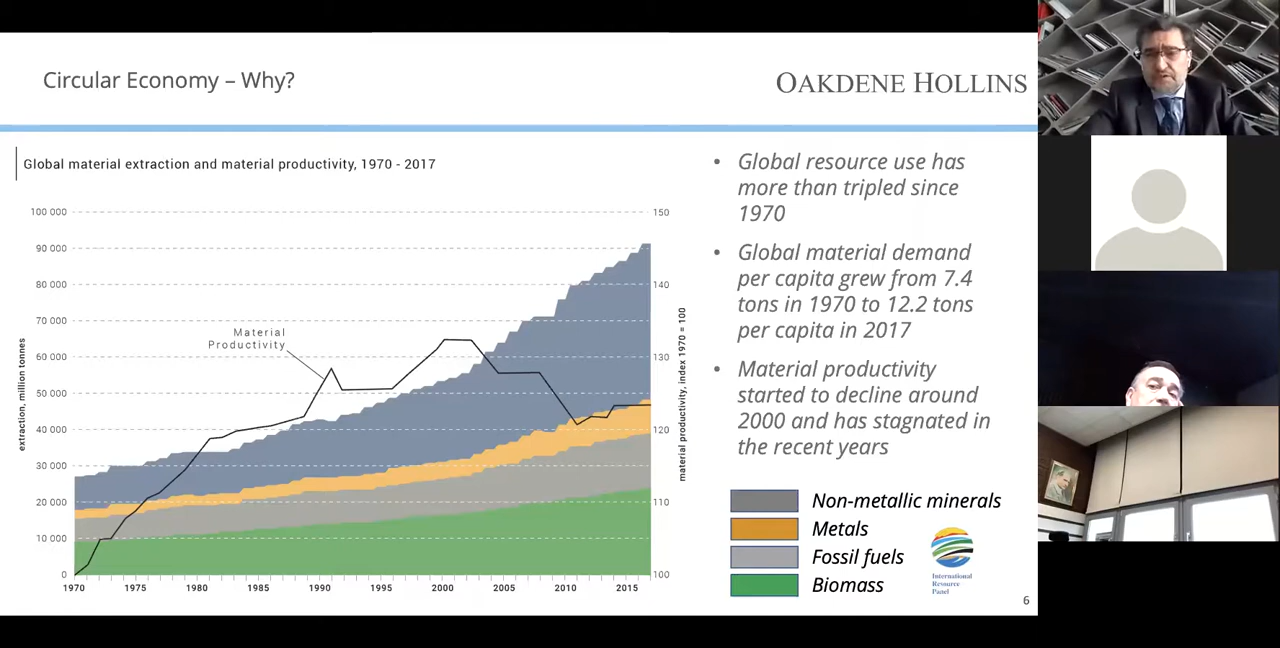 Circular Economy – Why?
OAKDENE HOLLINS
Global material extraction and material productivity, 1970 - 2017
100 000
90 000
80 000
70 000
60 000
50 000
40 000
30 000
20 000
10 000
0
extraction, million tonnes
Material
Productivity
150
140
130
120
110
100
material productivity, index 1970 = 100
1970
1975
1980
1985
1990
1995
2000
2005
2010
2015
• Global resource use has
more than tripled since
1970
• Global material demand
per capita grew from 7.4
tons in 1970 to 12.2 tons
per capita in 2017
• Material productivity
started to decline around
2000 and has stagnated in
the recent years
Non-metallic minerals
Metals
Fossil fuels
Biomass
International
Resource
Panel
6